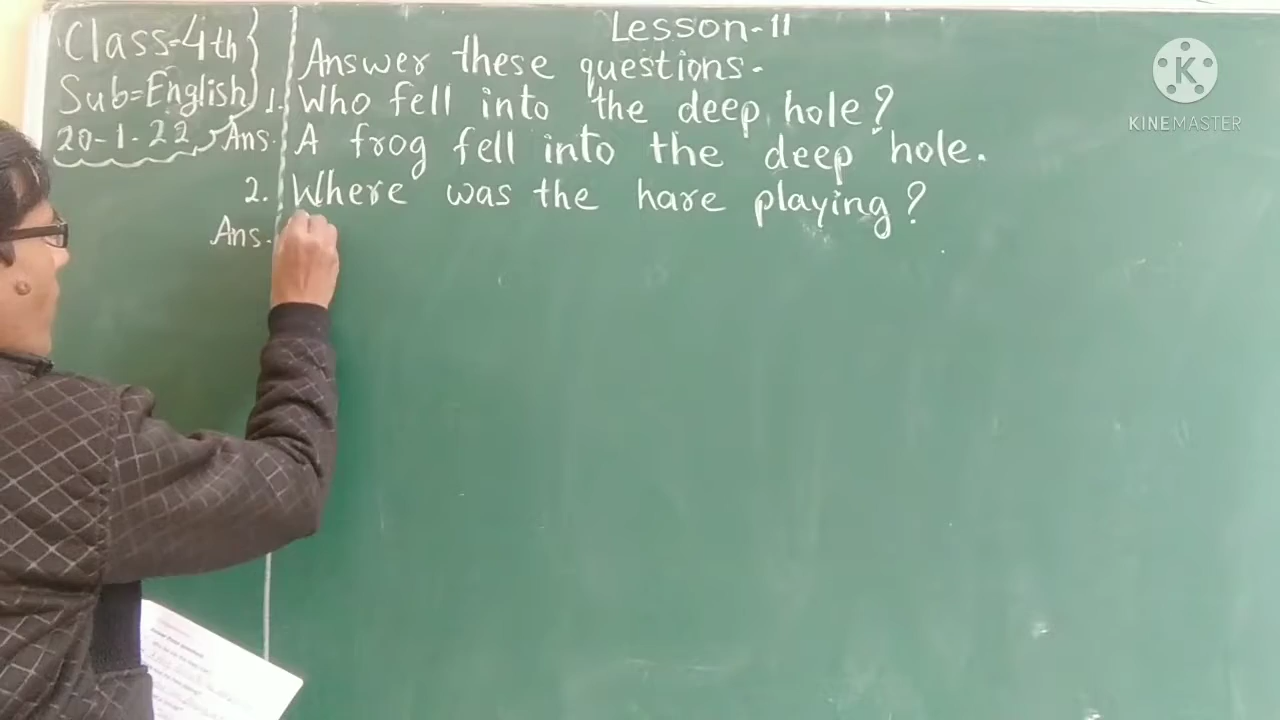 Lesson-11
Class-4th
Sub=English
20-1-22
Answer these questions.
1. Who fell into the deep hole?
Ans. A frog fell into the deep hole.
2. Where was the hare playing?
Ans.
K
KINEMASTER